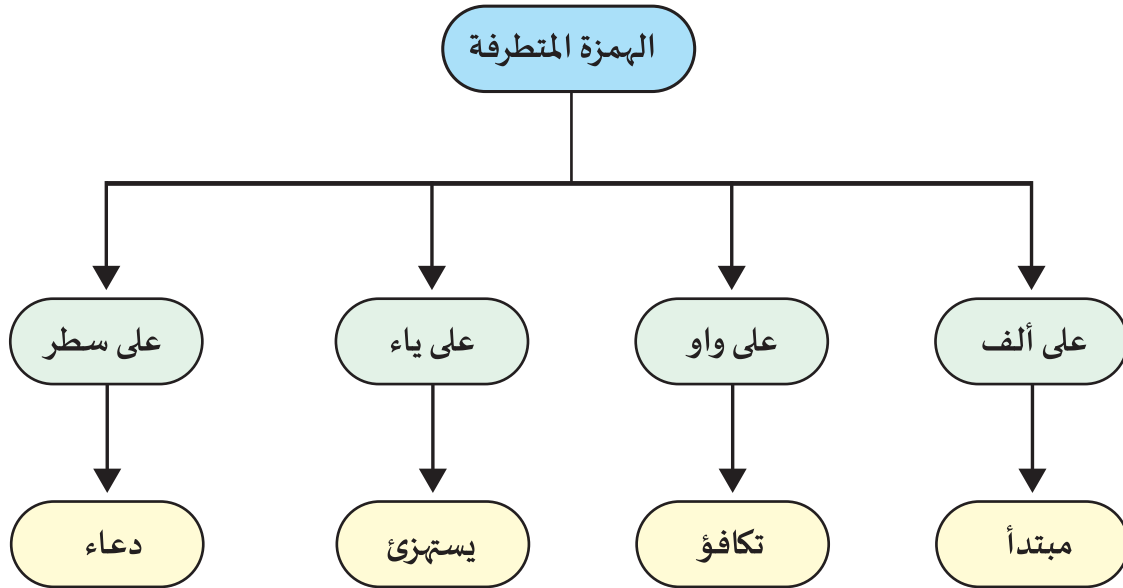 الهمزة المتطرفة
على ألف
على واو
على ياء
على سطر
مبتدأ
تكافؤ
يستهزئ
دعاء